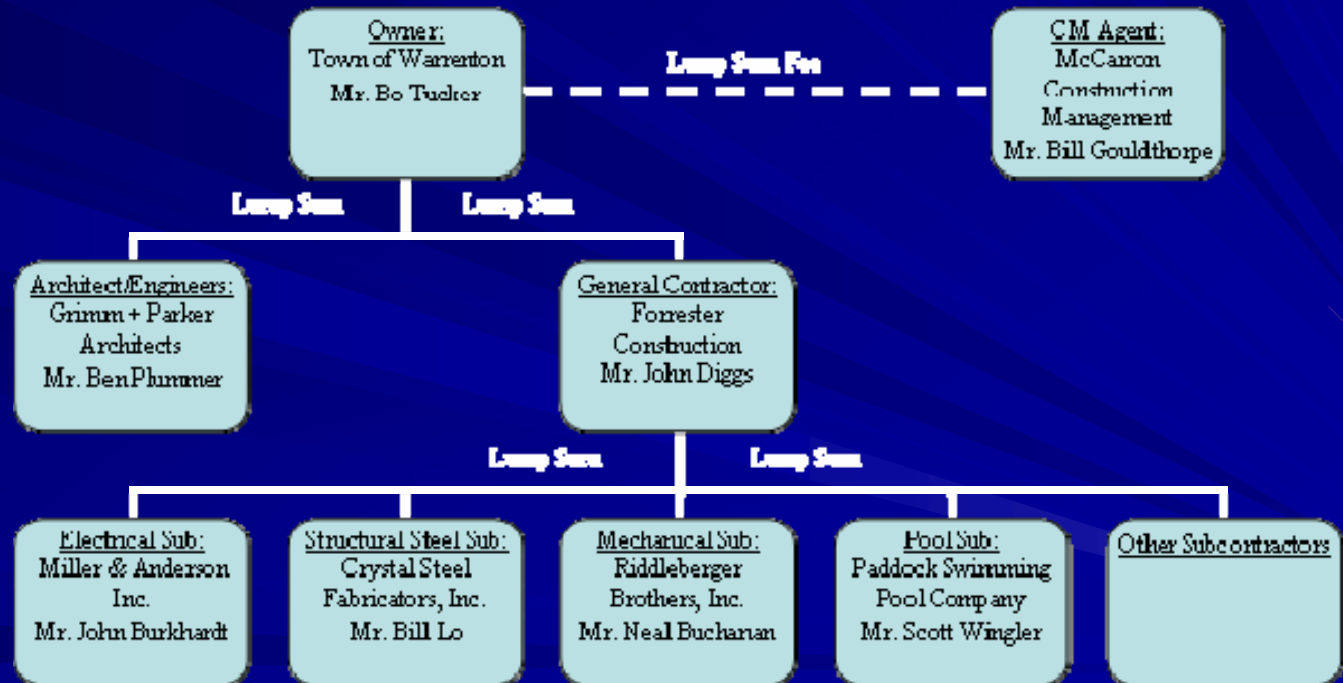 Owner:
Town of Warrenton
Mr. Bo Tucker
Lump Sum Fee
CM Agent:
McCarron
Construction
Management
Mr. Bill Gouldthorpe
Lump Sum
Lump Sum
Architect/Engineers:
Grimm + Parker
Architects
Mr. Ben Plummer
General Contractor:
Forrester
Construction
Mr. John Diggs
Lump Sum
Lump Sum
Electrical Sub:
Miller & Anderson
Inc.
Mr. John Burkhardt
Structural Steel Sub:
Crystal Steel
Fabricators, Inc.
Mr. Bill Lo
Mechanical Sub:
Riddleberger
Brothers, Inc.
Mr. Neal Buchanan
Pool Sub:
Paddock Swimming
Pool Company
Mr. Scott Wingler
Other Subcontractors